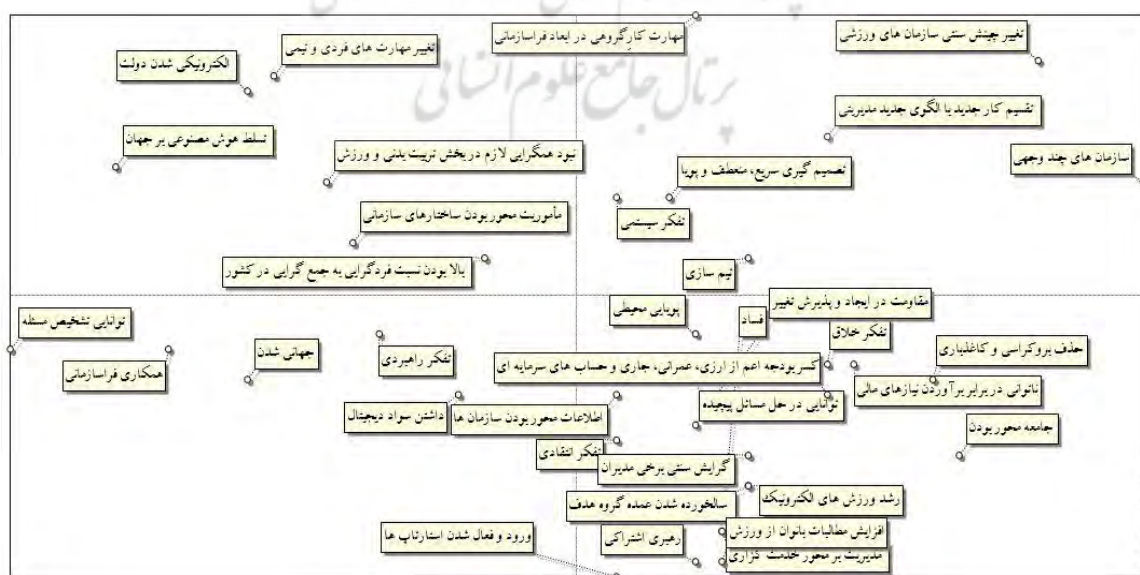 پرتال جامع علوم انسانی
تغییر چینش سنتی سازمان های ورزشی
مهارت کارگروهی در ابعاد فراسازمانی
تغییر مهارت های فردی و تیمی
الکترونیکی شدن دولت
تقسیم کار جدید با الگوی جدید مدیریتی
تسلط هوش مصنوعی بر جهان
نبود همگرایی لازم در بخش تربیت بدنی و ورزش
سازمان های چند وجهی
تصمیم گیری سریع، منعطف و پویا
مأموریت محور بودن ساختارهای سازمانی
تفکر سیستمی
بالا بودن نسبت فردگرایی به جمع گرایی در کشور
تیم سازی
مقاومت در ایجاد و پذیرش تغییر
پویایی محیطی
فساد
توانایی تشخیص مسئله
تفکر خلاق
حذف بروکراسی و کاغذبازی
جهانی شدن
تفکر راهبردی
کسر بودجه اعم از ارزی، عمرانی، جاری و حساب های سرمایه ای
همکاری فراسازمانی
ناتوانی در برابر برآوردن نیازهای مالی
توانایی در حل مسائل پیچیده
اطلاعات محور بودن سازمان ها
داشتن سواد دیجیتال
جامعه محور بودن
تفکر انتقادی
گرایش سنتی برخی مدیران
رشد ورزش های الکترونیک
سالخورده شدن عمده گروه هدف
افزایش مطالبات بانوان از ورزش
ورود و فعال شدن استارتاپ ها
رهبری اشتراکی
مدیریت بر محور خدمت گزاری